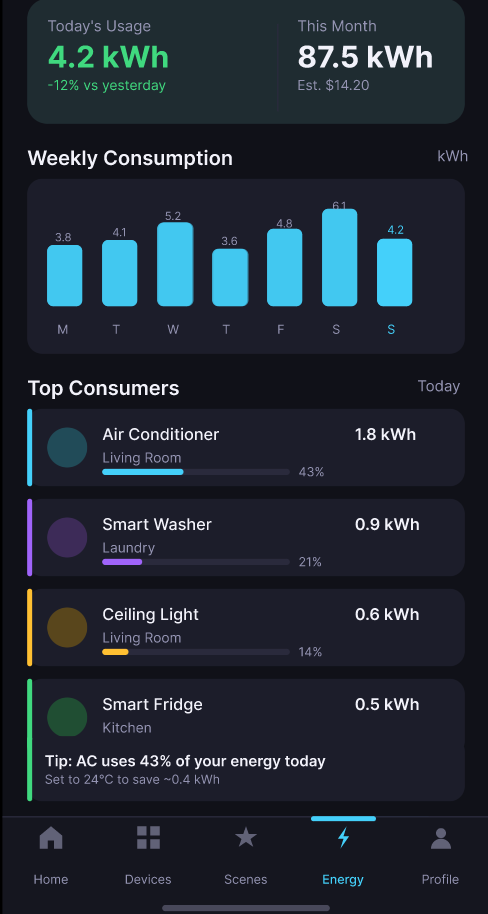 Today's Usage
This Month
4.2 kWh
87.5 kWh
-12% vs yesterday
Est. $14.20
Weekly Consumption
kWh
3.8
4.1
5.2
3.6
4.8
6.1
4.2
M T W T F S S
Top Consumers
Today
Air Conditioner
1.8 kWh
Living Room
43%
Smart Washer
0.9 kWh
Laundry
21%
Ceiling Light
0.6 kWh
Living Room
14%
Smart Fridge
0.5 kWh
Kitchen
Tip: AC uses 43% of your energy today
Set to 24°C to save ~0.4 kWh
Home Devices Scenes Energy Profile